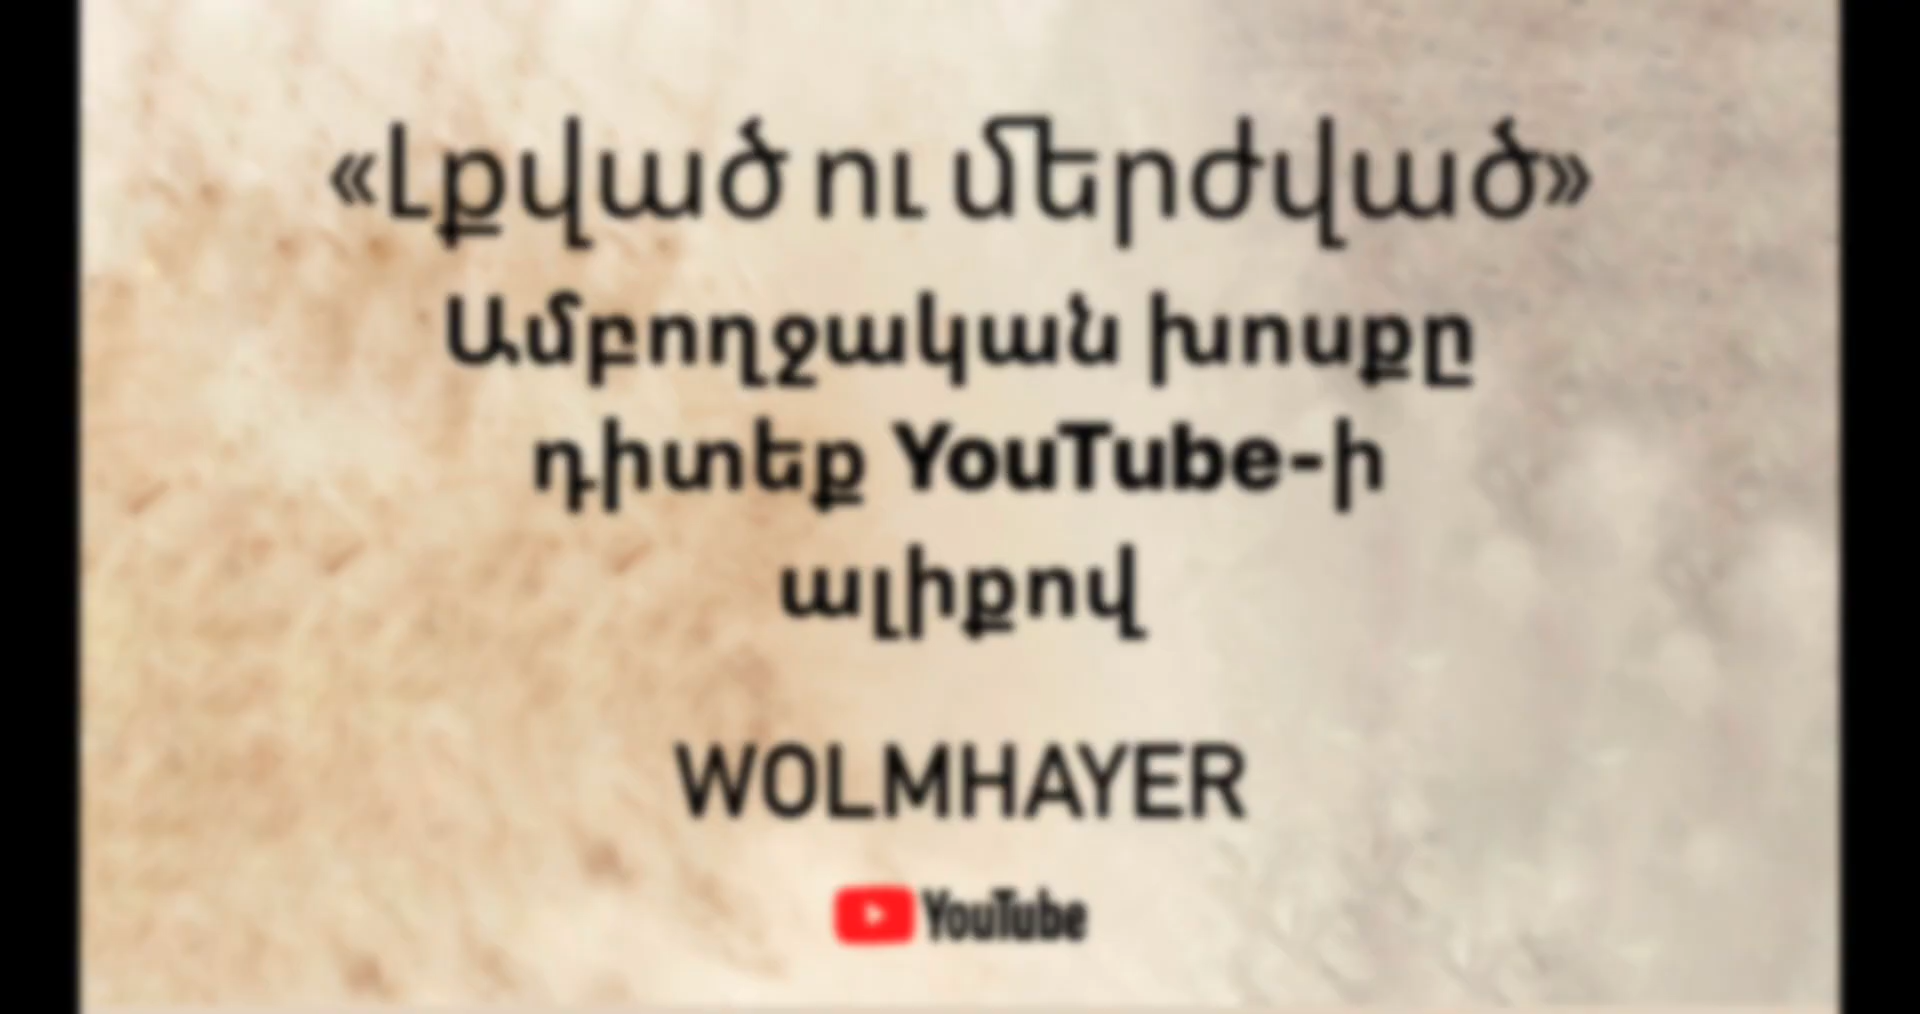 «Լքված ու մերժված»
Ամբողջական խոսքը
դիտեք YouTube-ի
ալիքով
WOLMHAYER
YouTube